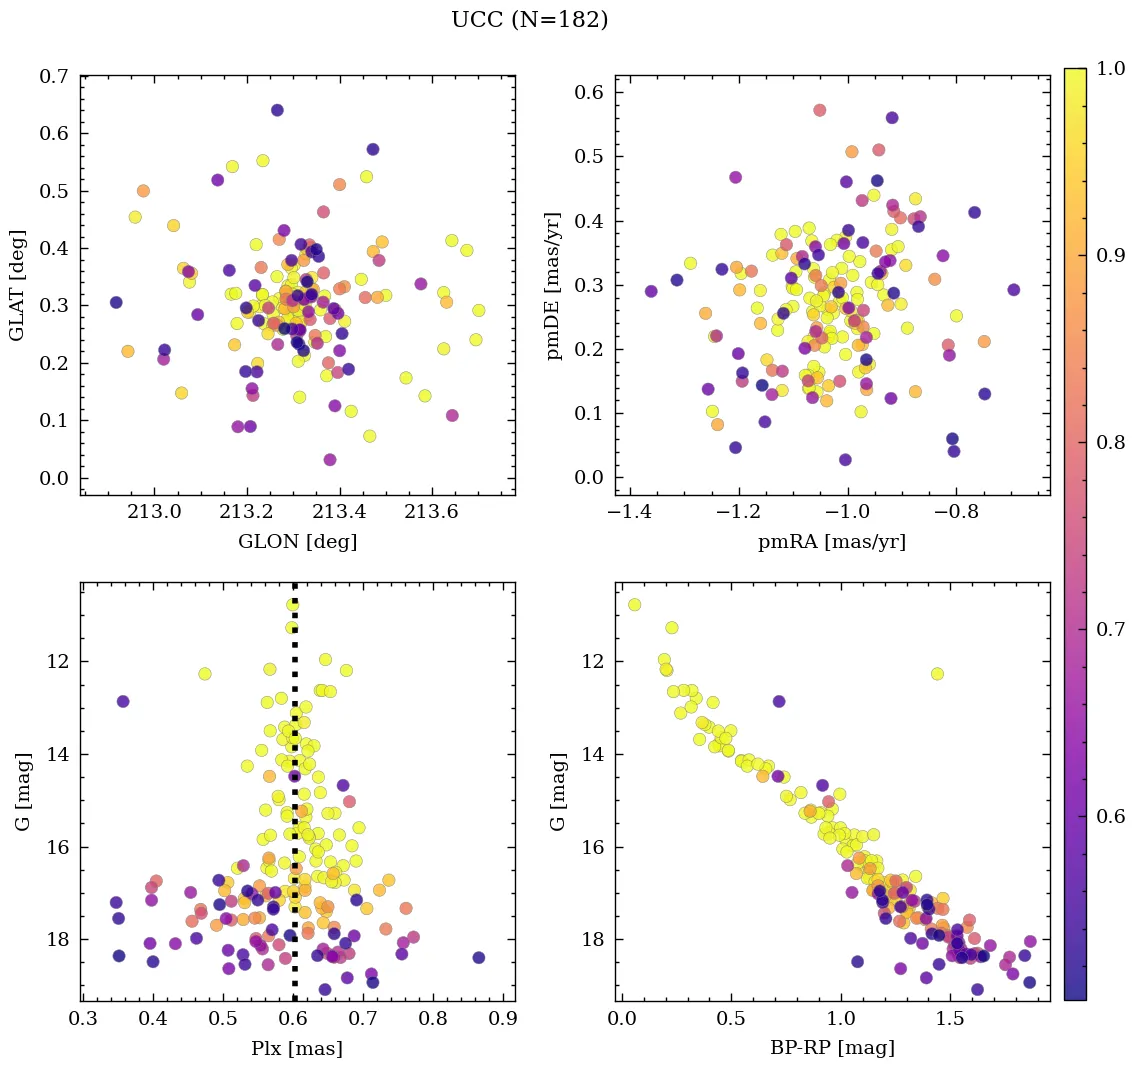 UCC (N=182)
0.7
0.6
0.5
0.4
0.3
0.2
0.1
0.0
GLAT [deg]
213.0 213.2 213.4 213.6
GLON [deg]
0.6
0.5
0.4
0.3
0.2
0.1
0.0
pmDE [mas/yr]
−1.4 −1.2 −1.0 −0.8
pmRA [mas/yr]
12
14
16
18
G [mag]
0.3 0.4 0.5 0.6 0.7 0.8 0.9
Plx [mas]
12
14
16
18
G [mag]
0.0 0.5 1.0 1.5
BP-RP [mag]
1.0
0.9
0.8
0.7
0.6